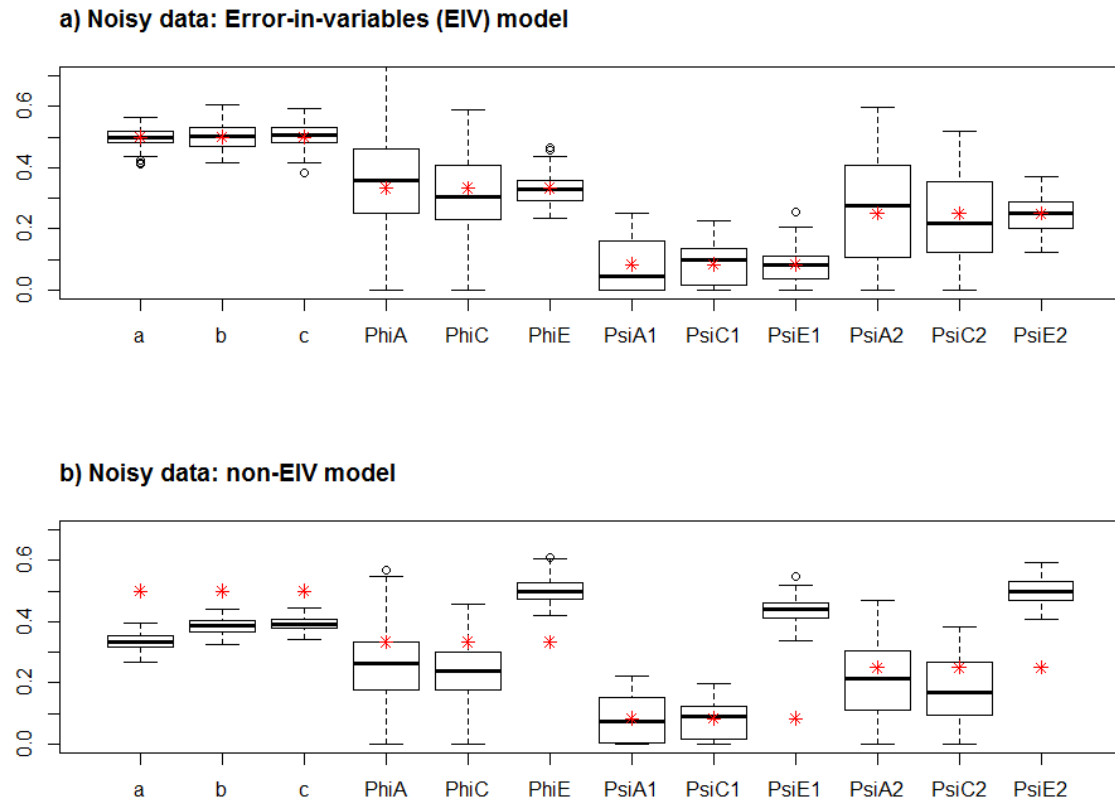 a) Noisy data: Error-in-variables (EIV) model
0.6
0.4
0.2
0.0
a b c PhiA PhiC PhiE PsiA1 PsiC1 PsiE1 PsiA2 PsiC2 PsiE2
b) Noisy data: non-EIV model
0.6
0.4
0.2
0.0
a b c PhiA PhiC PhiE PsiA1 PsiC1 PsiE1 PsiA2 PsiC2 PsiE2